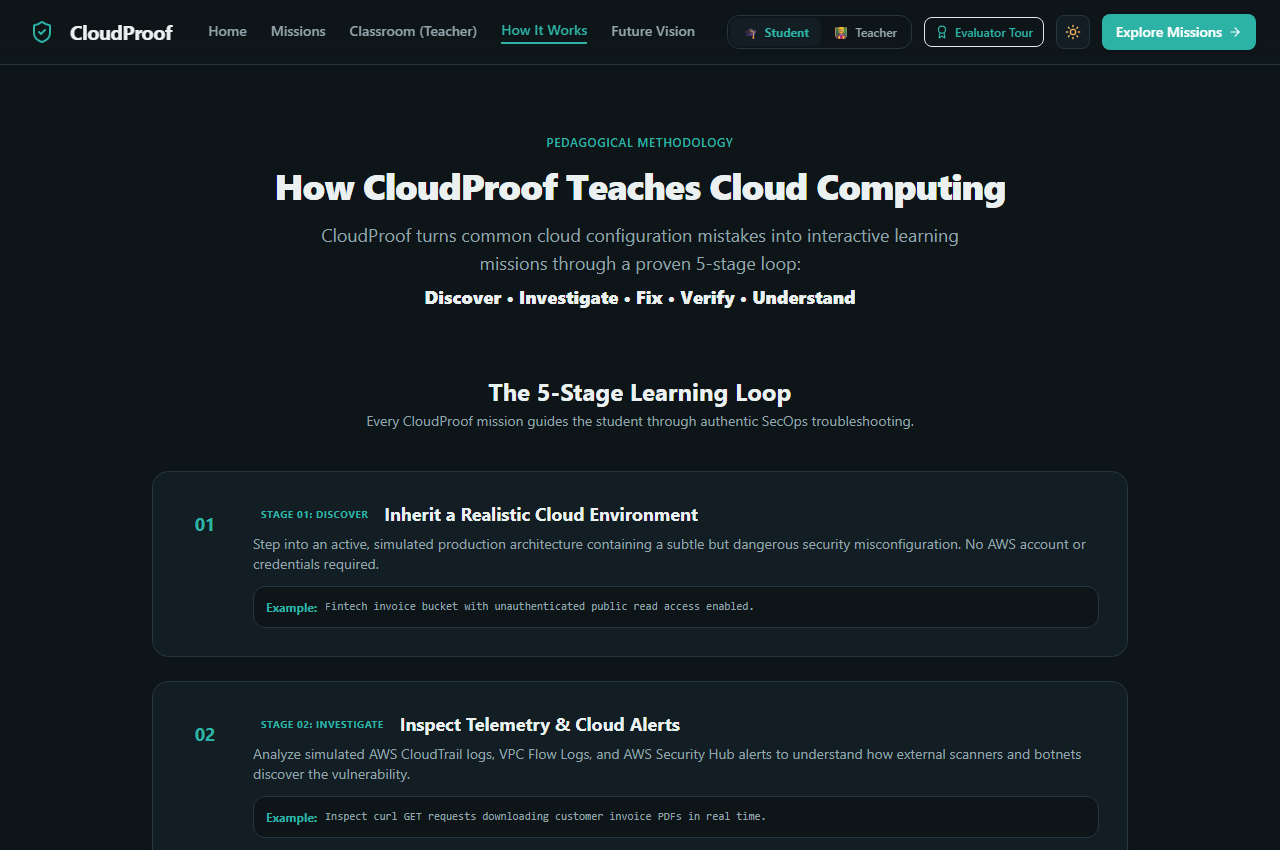 CloudProof
Home
Missions
Classroom (Teacher)
How It Works
Future Vision
Student
Teacher
Evaluator Tour
Explore Missions →
PEDAGOGICAL METHODOLOGY
How CloudProof Teaches Cloud Computing
CloudProof turns common cloud configuration mistakes into interactive learning
missions through a proven 5-stage loop:
Discover • Investigate • Fix • Verify • Understand
The 5-Stage Learning Loop
Every CloudProof mission guides the student through authentic SecOps troubleshooting.
01
STAGE 01: DISCOVER Inherit a Realistic Cloud Environment
Step into an active, simulated production architecture containing a subtle but dangerous security misconfiguration. No AWS account or
credentials required.
Example: Fintech invoice bucket with unauthenticated public read access enabled.
02
STAGE 02: INVESTIGATE Inspect Telemetry & Cloud Alerts
Analyze simulated AWS CloudTrail logs, VPC Flow Logs, and AWS Security Hub alerts to understand how external scanners and botnets
discover the vulnerability.
Example: Inspect curl GET requests downloading customer invoice PDFs in real time.